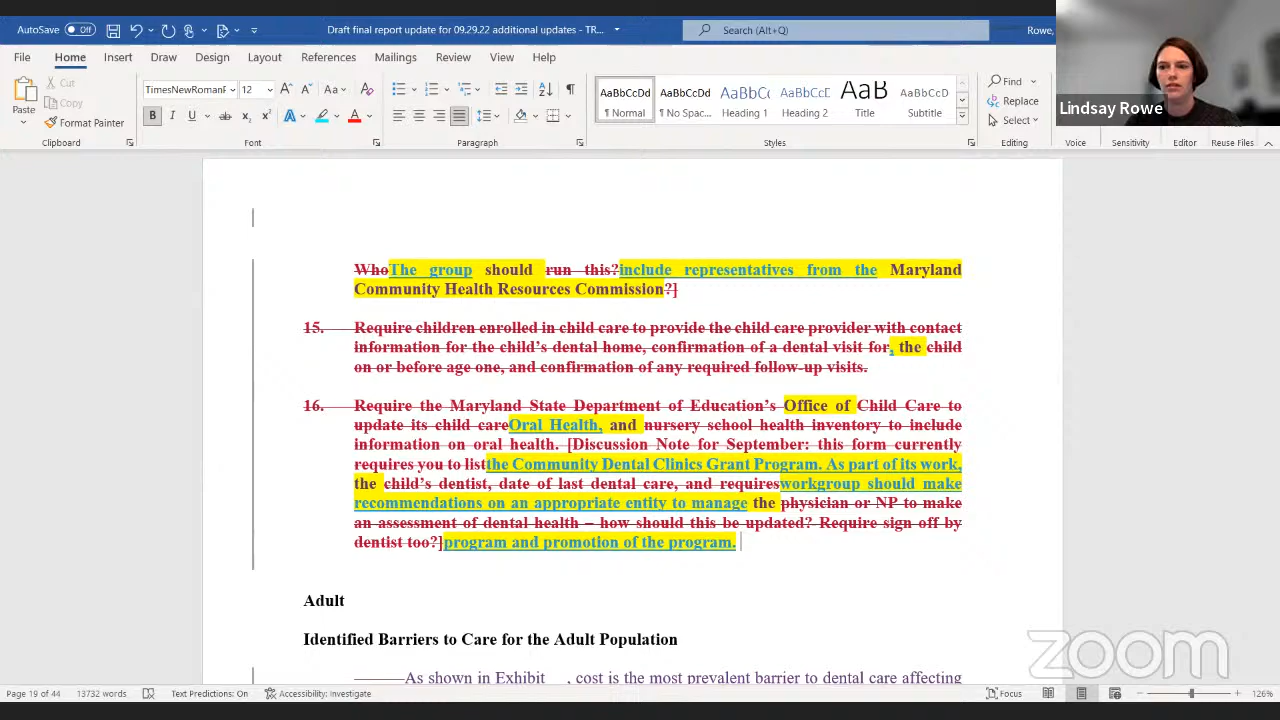 AutoSave Off
Draft final report update for 09.29.22 additional updates - TR...
Search (Alt+Q)
Rowe,
File Home Insert Draw Design Layout References Mailings Review View Help
Lindsay Rowe
Paste
Cut
Copy
Format Painter
TimesNewRomanF 12
AaBbCcDd AaBbCcDd AaBbC AaBbCcE AaB AaBbCcD
¶ Normal ¶ No Spac... Heading 1 Heading 2 Title Subtitle
Find
Replace
Select
Clipboard Font Paragraph Styles Editing Voice Sensitivity Editor Reuse Files
WhoThe group should run this?include representatives from the Maryland
Community Health Resources Commission?]
15. Require children enrolled in child care to provide the child care provider with contact
information for the child's dental home, confirmation of a dental visit for, the child
on or before age one, and confirmation of any required follow-up visits.
16. Require the Maryland State Department of Education's Office of Child Care to
update its child careOral Health, and nursery school health inventory to include
information on oral health. [Discussion Note for September: this form currently
requires you to listthe Community Dental Clinics Grant Program. As part of its work,
the child's dentist, date of last dental care, and requiresworkgroup should make
recommendations on an appropriate entity to manage the physician or NP to make
an assessment of dental health – how should this be updated? Require sign off by
dentist too?]program and promotion of the program.
Adult
Identified Barriers to Care for the Adult Population
As shown in Exhibit __, cost is the most prevalent barrier to dental care affecting
zoom
Page 19 of 44 13732 words Text Predictions: On Accessibility: Investigate Focus 126%